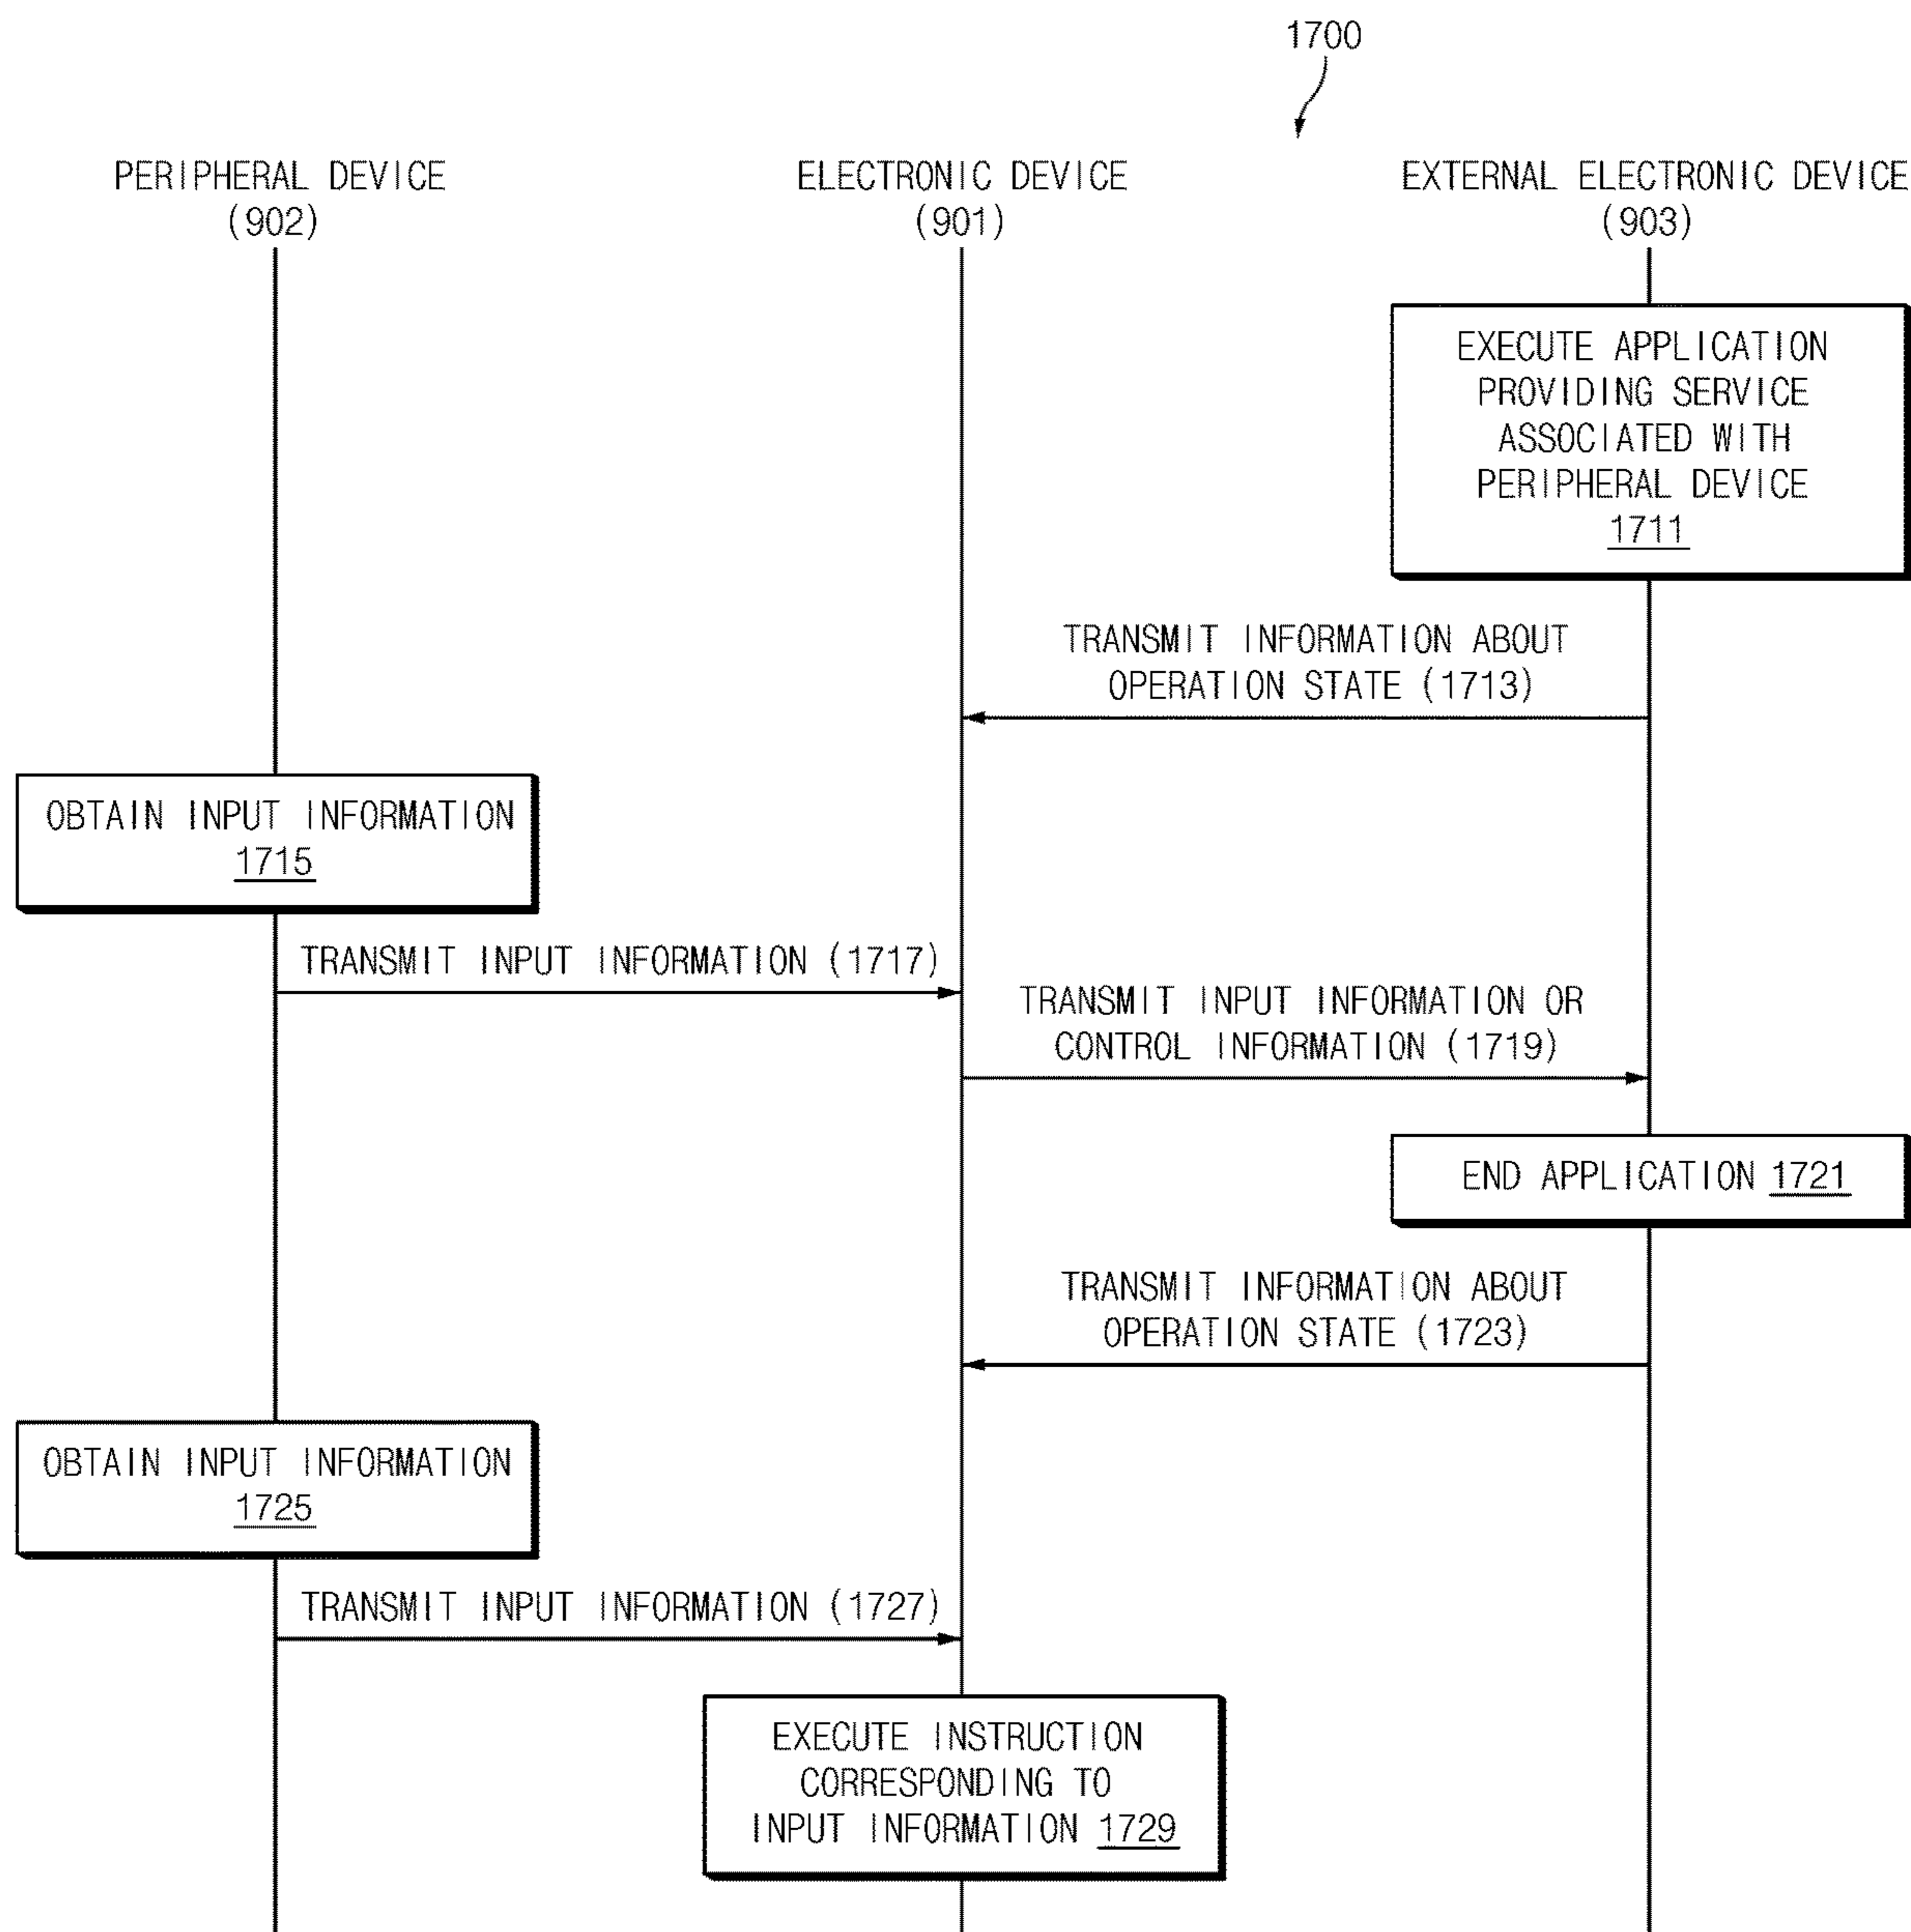 1700
PERIPHERAL DEVICE
(902)
ELECTRONIC DEVICE
(901)
EXTERNAL ELECTRONIC DEVICE
(903)
EXECUTE APPLICATION
PROVIDING SERVICE
ASSOCIATED WITH
PERIPHERAL DEVICE
1711
TRANSMIT INFORMATION ABOUT
OPERATION STATE (1713)
OBTAIN INPUT INFORMATION
1715
TRANSMIT INPUT INFORMATION (1717)
TRANSMIT INPUT INFORMATION OR
CONTROL INFORMATION (1719)
END APPLICATION 1721
TRANSMIT INFORMATION ABOUT
OPERATION STATE (1723)
OBTAIN INPUT INFORMATION
1725
TRANSMIT INPUT INFORMATION (1727)
EXECUTE INSTRUCTION
CORRESPONDING TO
INPUT INFORMATION 1729